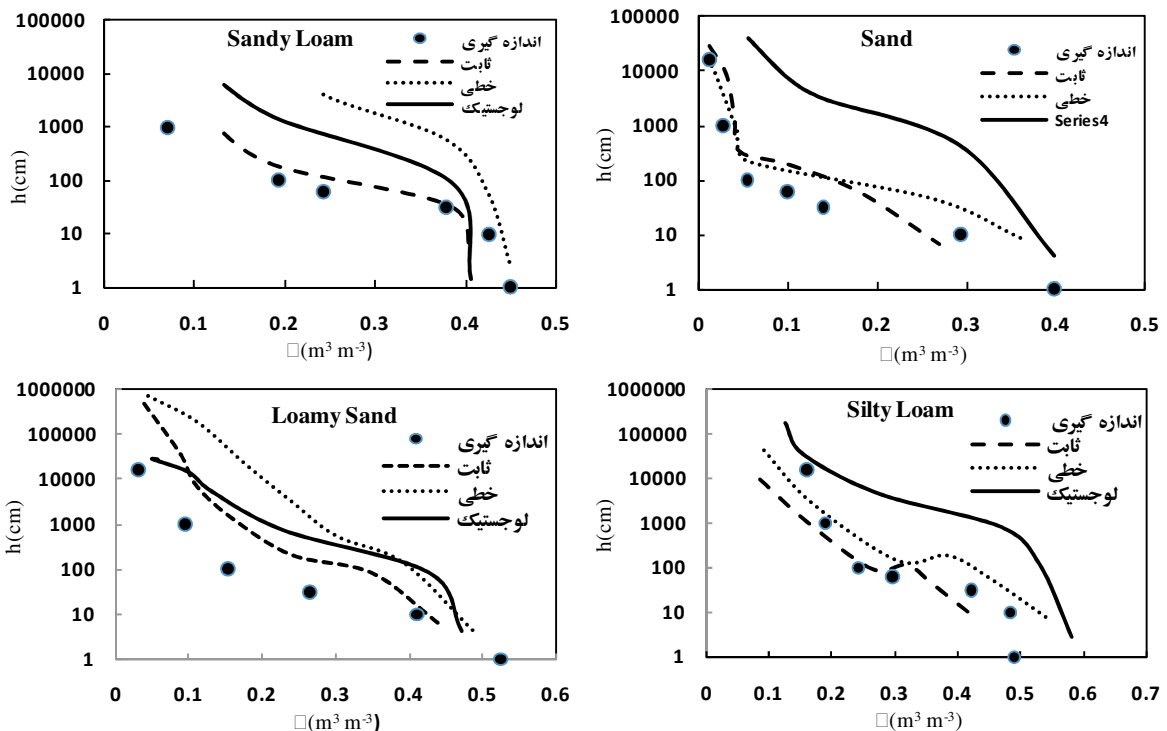 Sandy Loam
اندازه گیری
ثابت
خطی
لوجستیک
100000
10000
1000
100
10
1
h(cm)
0 0.1 0.2 0.3 0.4 0.5
□(m³ m⁻³)
Sand
اندازه گیری
ثابت
خطی
Series4
100000
10000
1000
100
10
1
h(cm)
0 0.1 0.2 0.3 0.4 0.5
□(m³ m⁻³)
Loamy Sand
اندازه گیری
ثابت
خطی
لوجستیک
1000000
100000
10000
1000
100
10
1
h(cm)
0 0.1 0.2 0.3 0.4 0.5 0.6
□(m³ m⁻³)
Silty Loam
اندازه گیری
ثابت
خطی
لوجستیک
1000000
100000
10000
1000
100
10
1
h(cm)
0 0.1 0.2 0.3 0.4 0.5 0.6 0.7
□(m³ m⁻³)